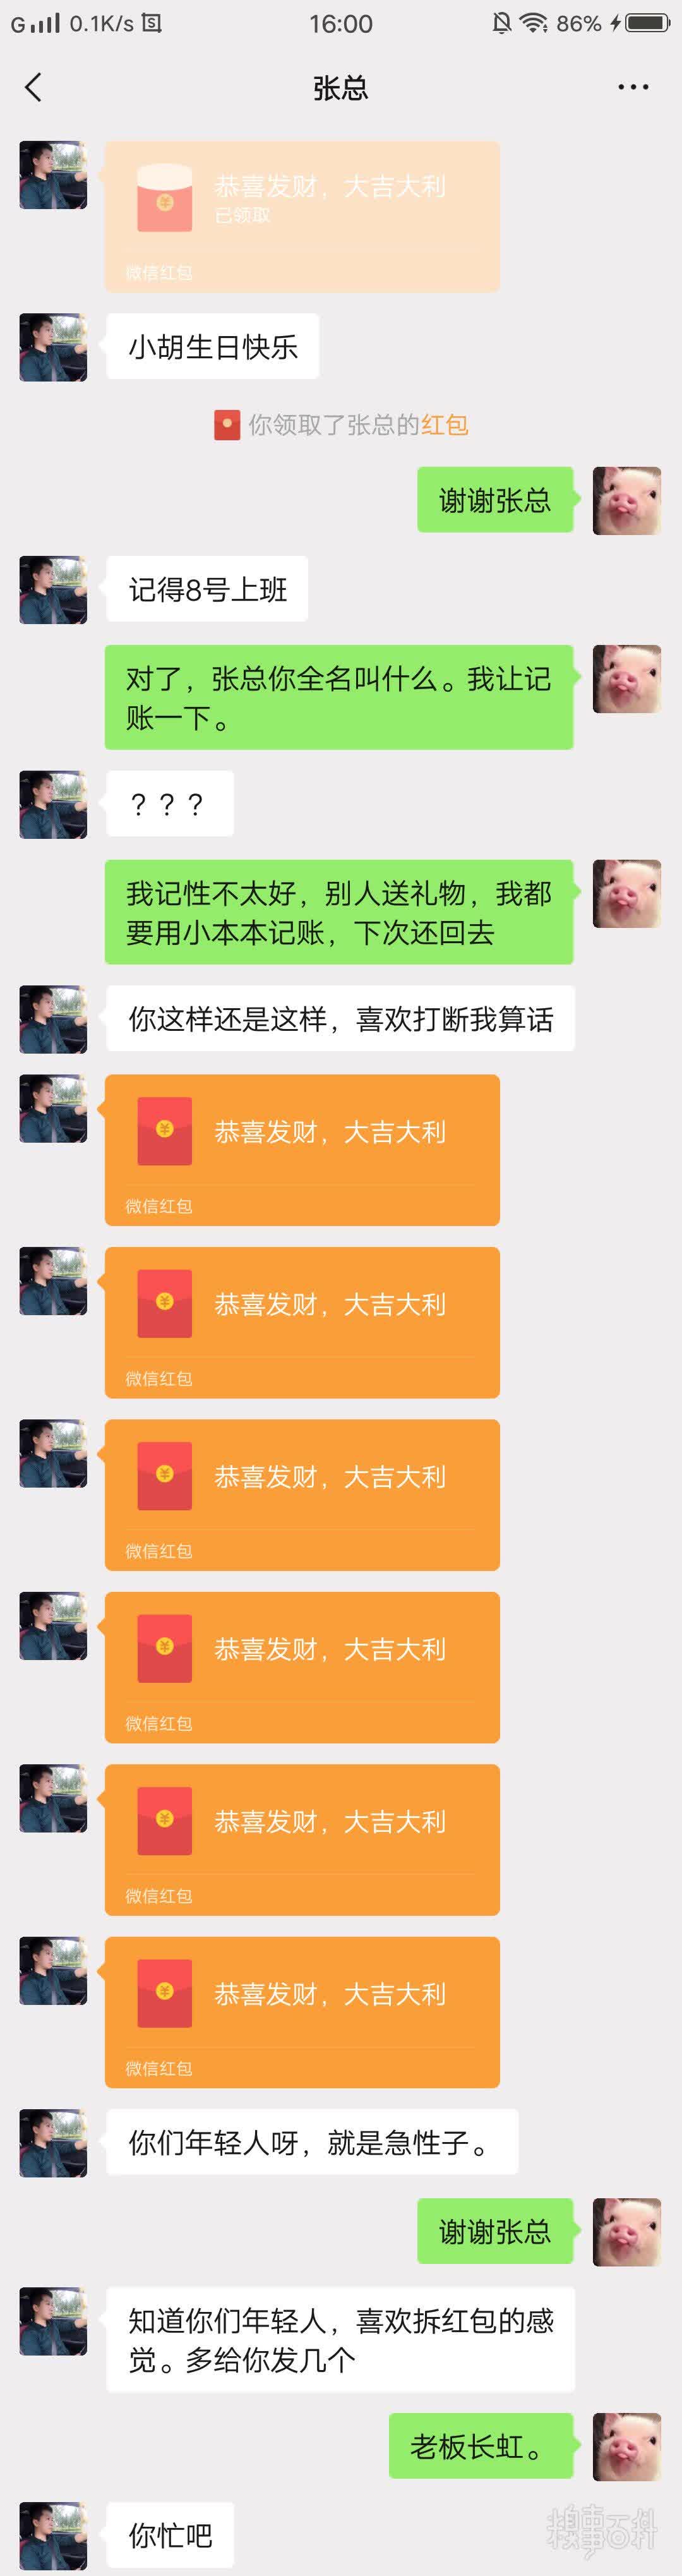 G 0.1K/s 16:00 86%
张总
恭喜发财，大吉大利
已领取
微信红包
小胡生日快乐
你领取了张总的红包
谢谢张总
记得8号上班
对了，张总你全名叫什么。我让记
账一下。
？？？
我记性不太好，别人送礼物，我都
要用小本本记账，下次还回去
你这样还是这样，喜欢打断我算话
恭喜发财，大吉大利
微信红包
恭喜发财，大吉大利
微信红包
恭喜发财，大吉大利
微信红包
恭喜发财，大吉大利
微信红包
恭喜发财，大吉大利
微信红包
恭喜发财，大吉大利
微信红包
你们年轻人呀，就是急性子。
谢谢张总
知道你们年轻人，喜欢拆红包的感
觉。多给你发几个
老板长虹。
你忙吧
糗事百科